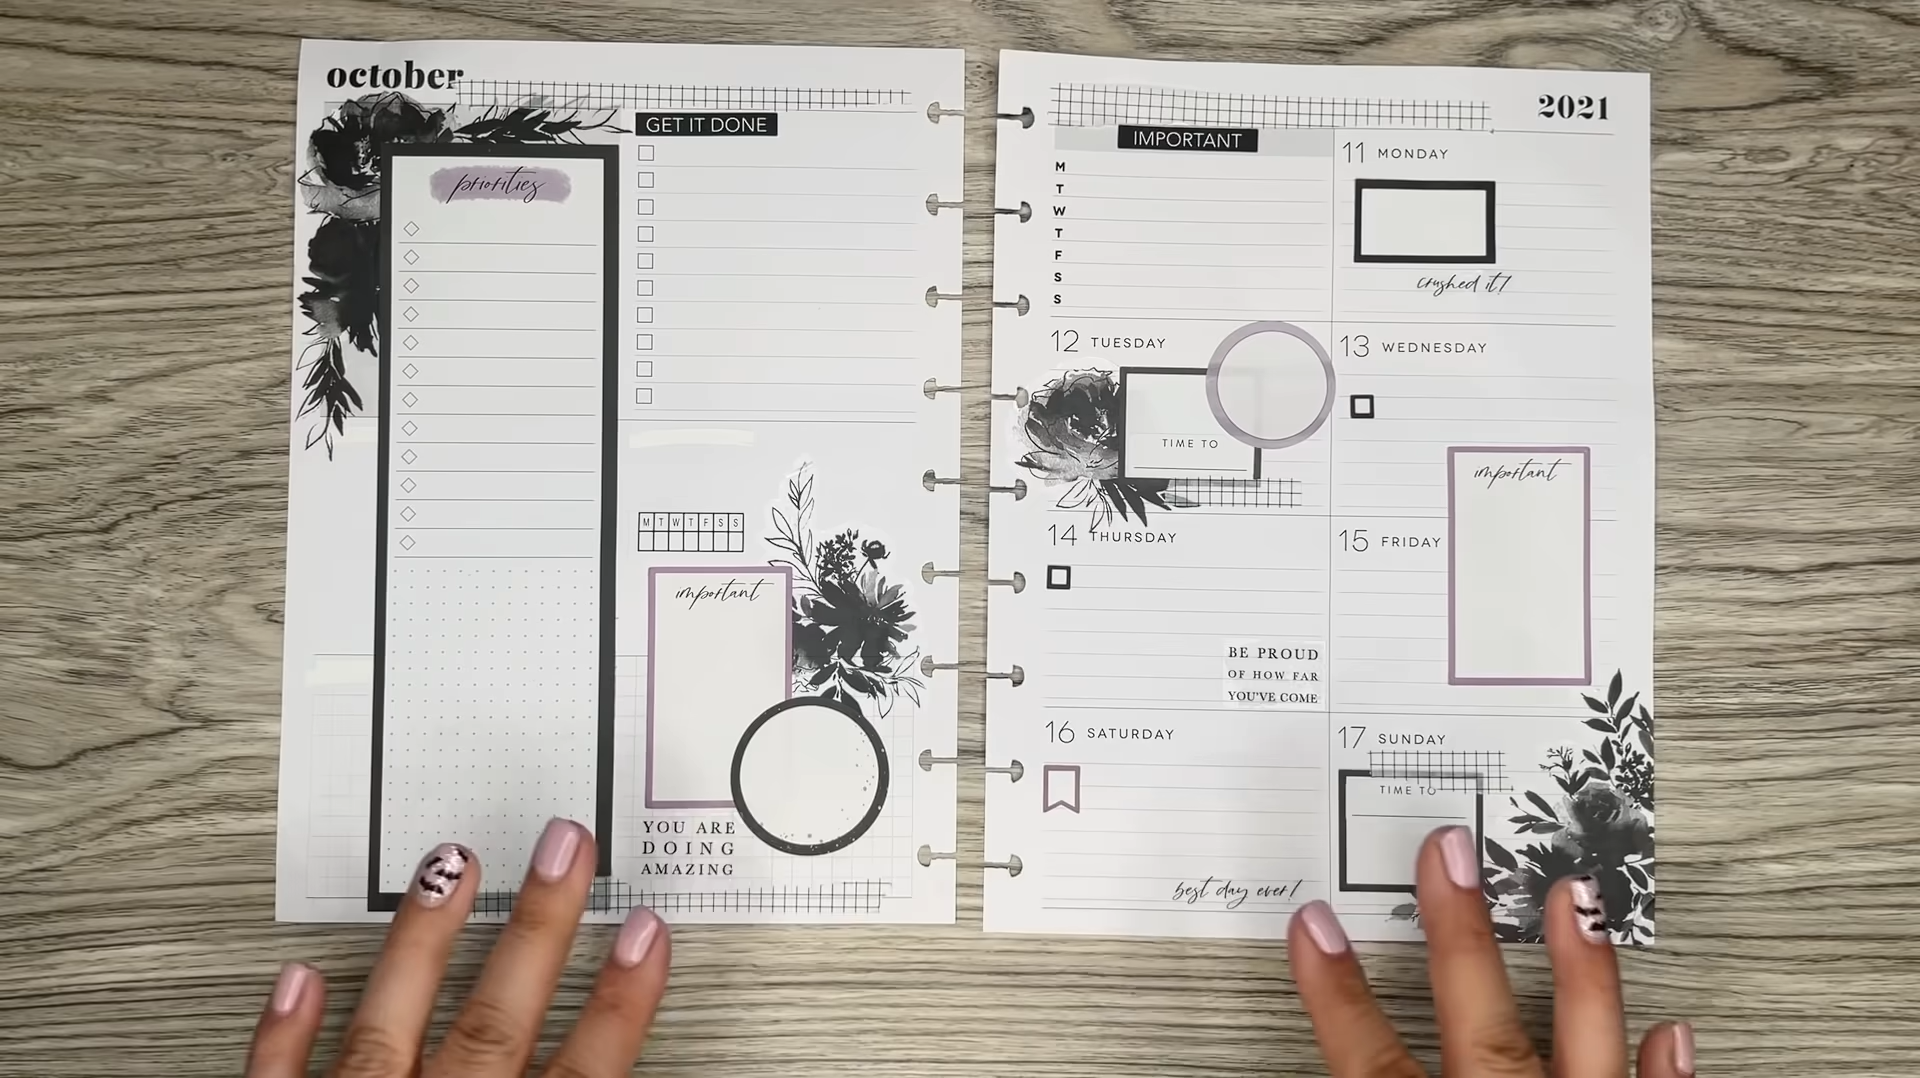 october
GET IT DONE
priorities
M T W T F S S
important
YOU ARE
DOING
AMAZING
2021
IMPORTANT
M
T
W
T
F
S
S
11 MONDAY
crushed it!
12 TUESDAY
TIME TO
13 WEDNESDAY
important
14 THURSDAY
BE PROUD
OF HOW FAR
YOU'VE COME
15 FRIDAY
16 SATURDAY
best day ever!
17 SUNDAY
TIME TO